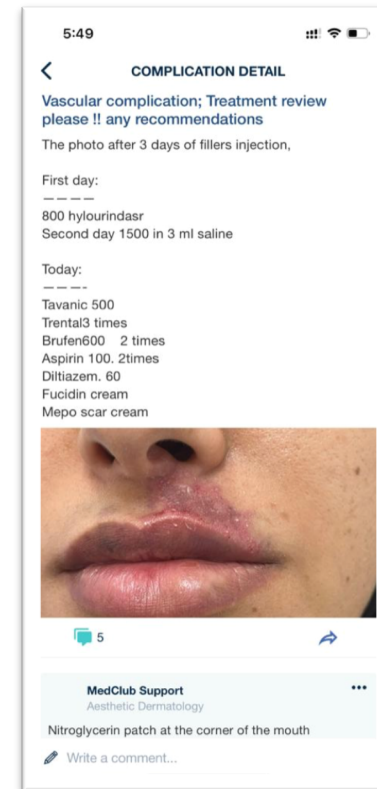 5:49
COMPLICATION DETAIL
Vascular complication; Treatment review
please !! any recommendations
The photo after 3 days of fillers injection,
First day:
————
800 hylourindasr
Second day 1500 in 3 ml saline
Today:
———-
Tavanic 500
Trental3 times
Brufen600 2 times
Aspirin 100. 2times
Diltiazem. 60
Fucidin cream
Mepo scar cream
5
MedClub Support
Aesthetic Dermatology
Nitroglycerin patch at the corner of the mouth
Write a comment...